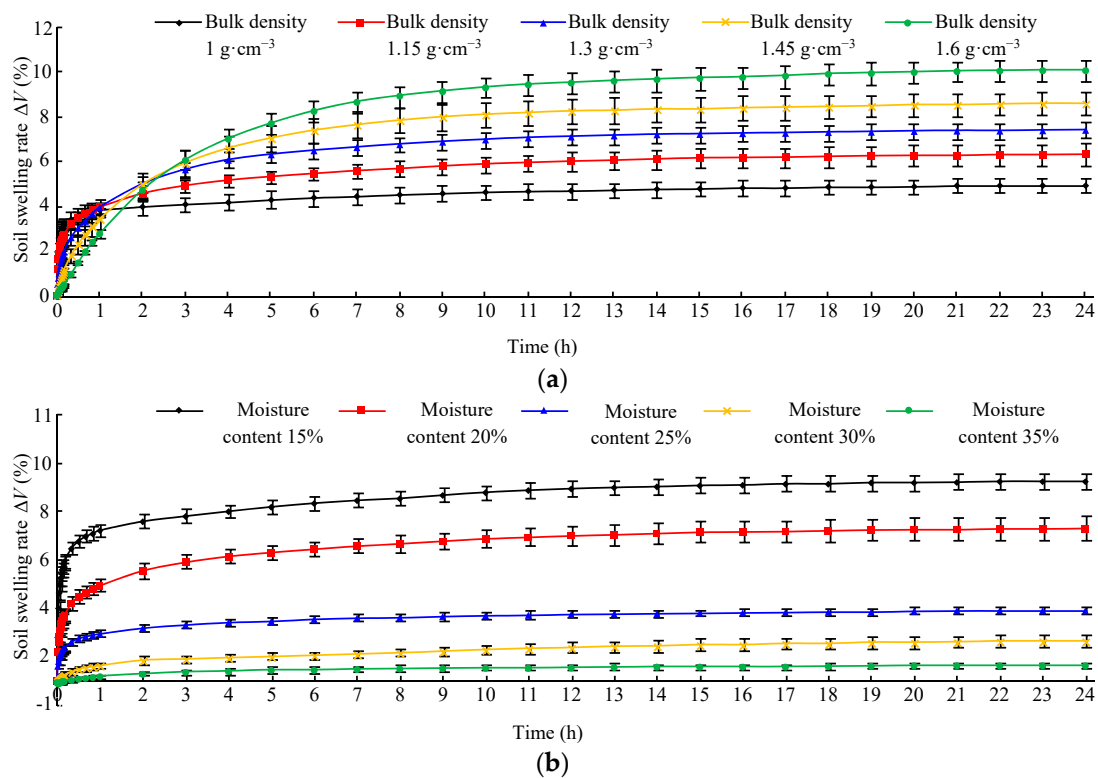 Bulk density Bulk density Bulk density Bulk density Bulk density
1 g·cm⁻³ 1.15 g·cm⁻³ 1.3 g·cm⁻³ 1.45 g·cm⁻³ 1.6 g·cm⁻³
Soil swelling rate ΔV (%)
12
10
8
6
4
2
0
0 1 2 3 4 5 6 7 8 9 10 11 12 13 14 15 16 17 18 19 20 21 22 23 24
Time (h)
(a)
Moisture Moisture Moisture Moisture Moisture
content 15% content 20% content 25% content 30% content 35%
Soil swelling rate ΔV (%)
11
10
8
6
4
2
-1
0 1 2 3 4 5 6 7 8 9 10 11 12 13 14 15 16 17 18 19 20 21 22 23 24
Time (h)
(b)